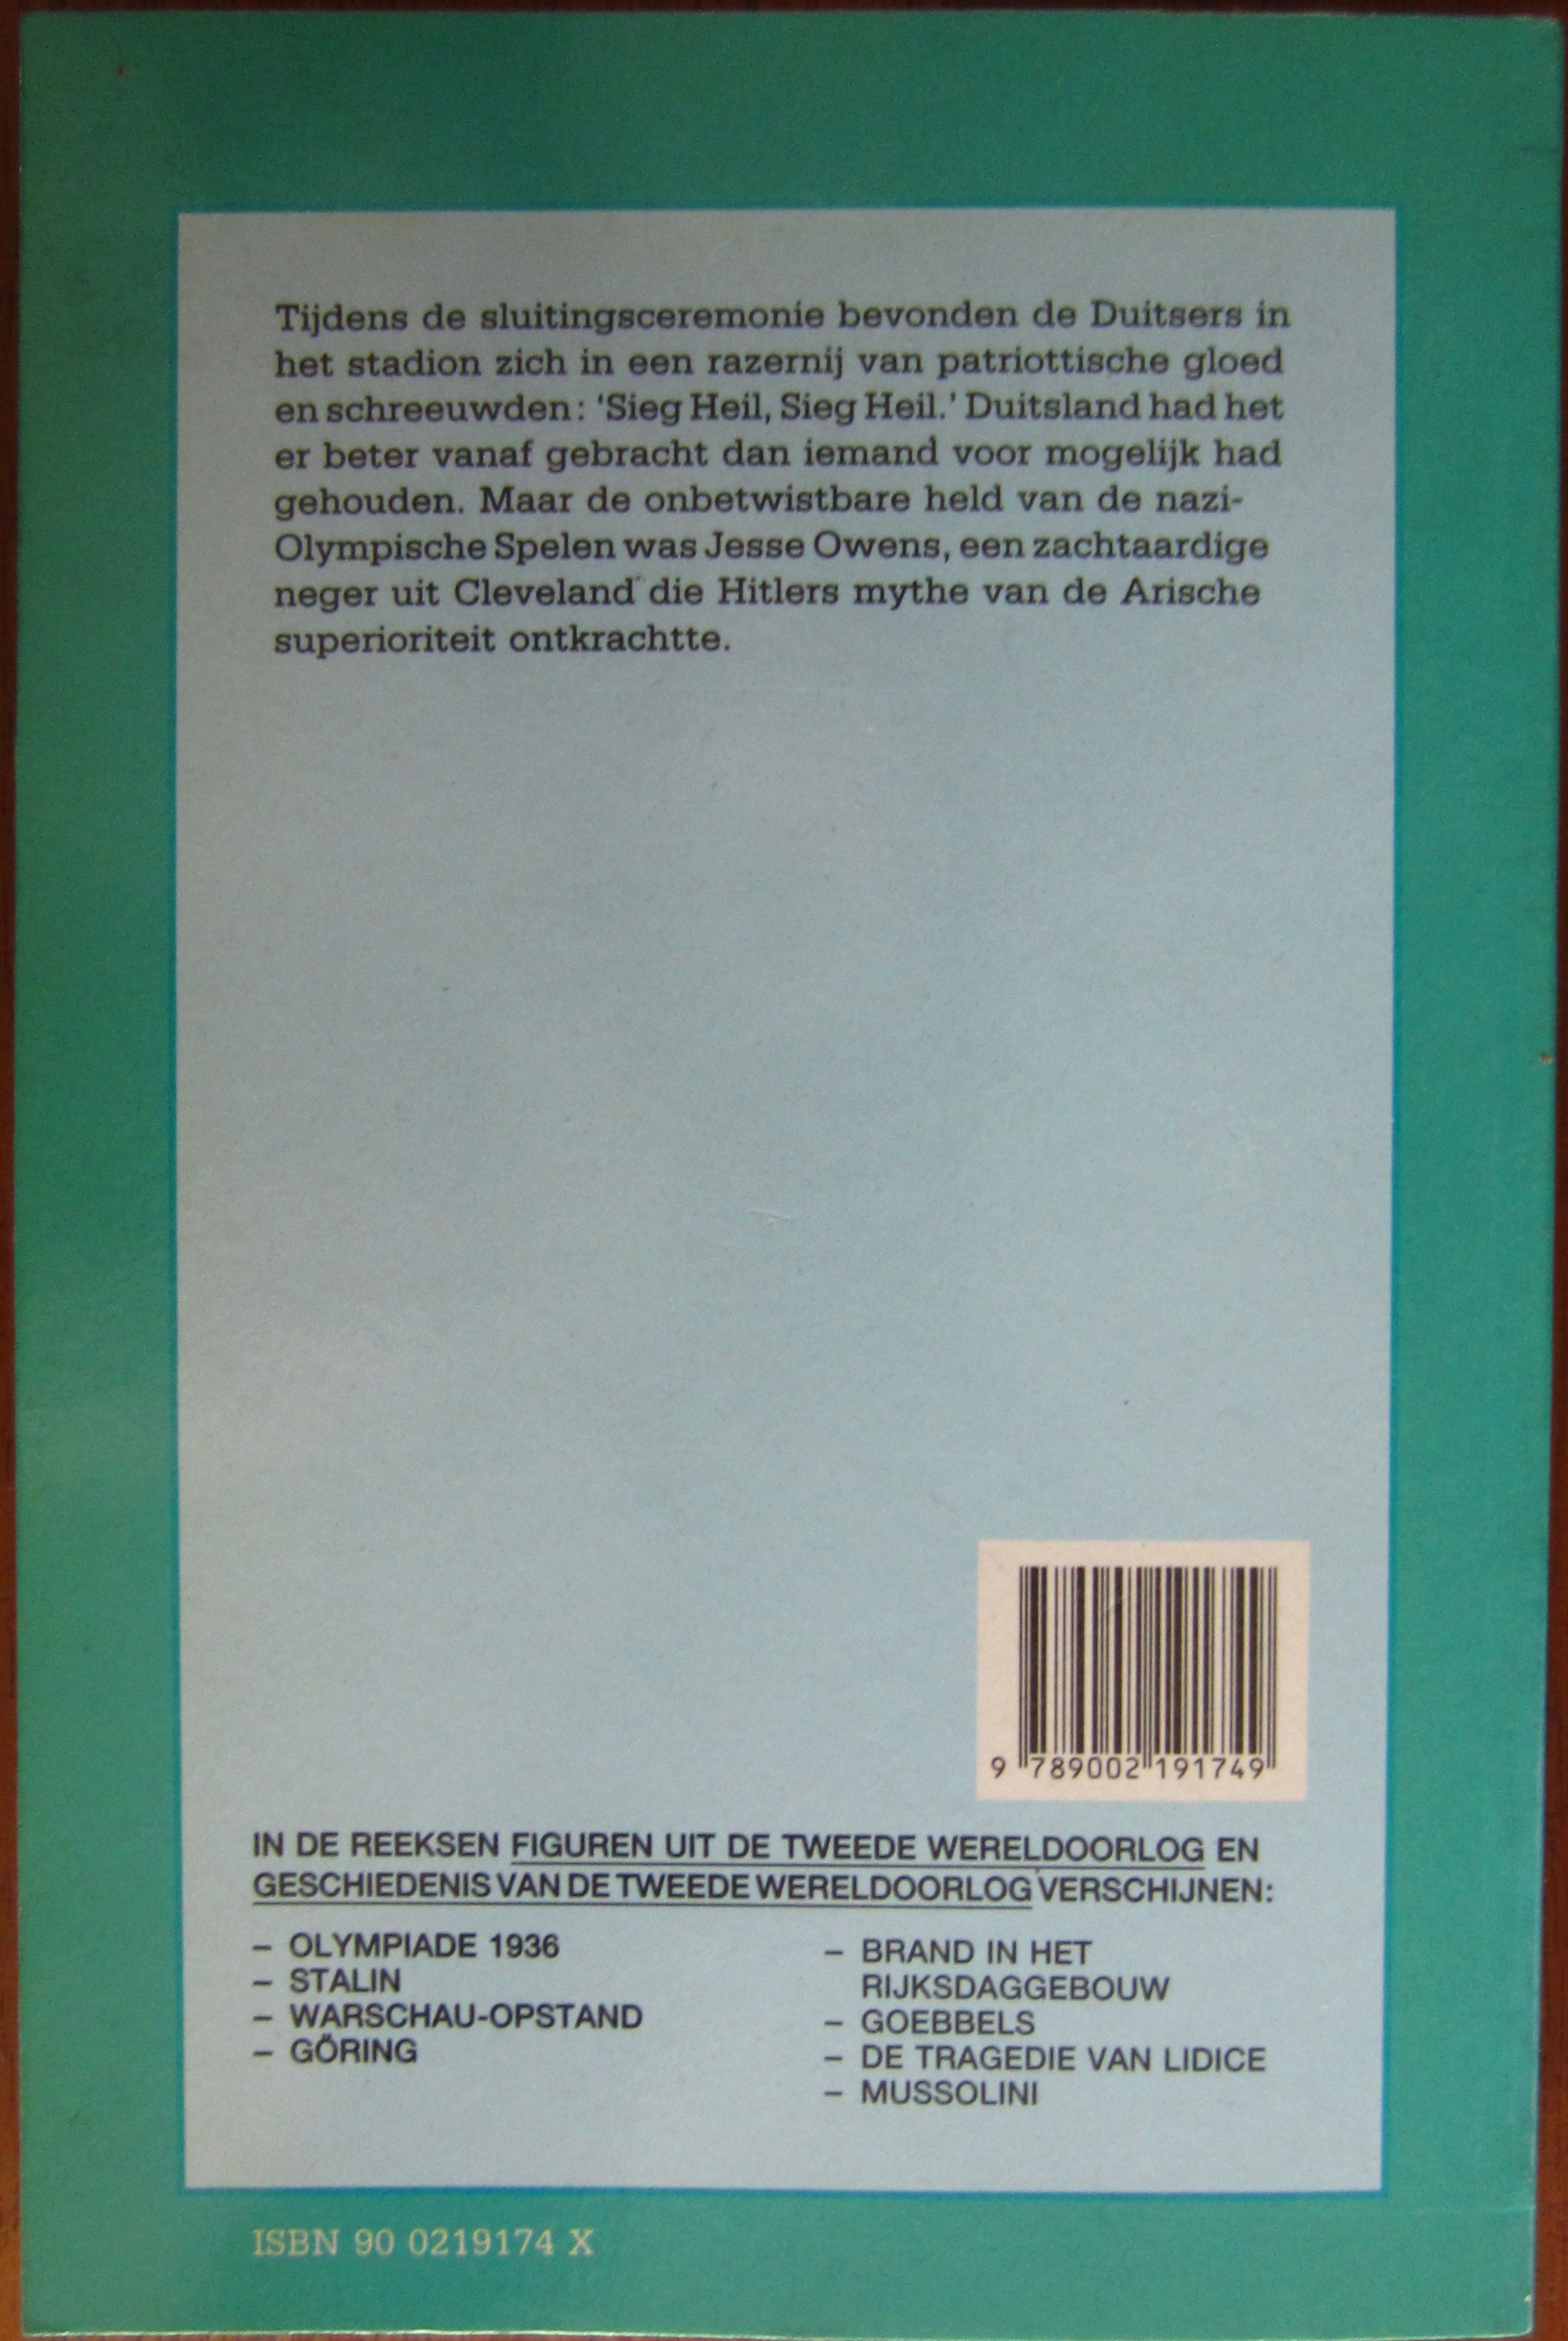 Tijdens de sluitingsceremonie bevonden de Duitsers in
het stadion zich in een razernij van patriottische gloed
en schreeuwden: ‘Sieg Heil, Sieg Heil.’ Duitsland had het
er beter vanaf gebracht dan iemand voor mogelijk had
gehouden. Maar de onbetwistbare held van de nazi-
Olympische Spelen was Jesse Owens, een zachtaardige
neger uit Cleveland die Hitlers mythe van de Arische
superioriteit ontkrachtte.
9 789002 191749
IN DE REEKSEN FIGUREN UIT DE TWEEDE WERELDOORLOG EN
GESCHIEDENIS VAN DE TWEEDE WERELDOORLOG VERSCHIJNEN:
– OLYMPIADE 1936
– STALIN
– WARSCHAU-OPSTAND
– GÖRING
– BRAND IN HET
RIJKSDAGGEBOUW
– GOEBBELS
– DE TRAGEDIE VAN LIDICE
– MUSSOLINI
ISBN 90 0219174 X